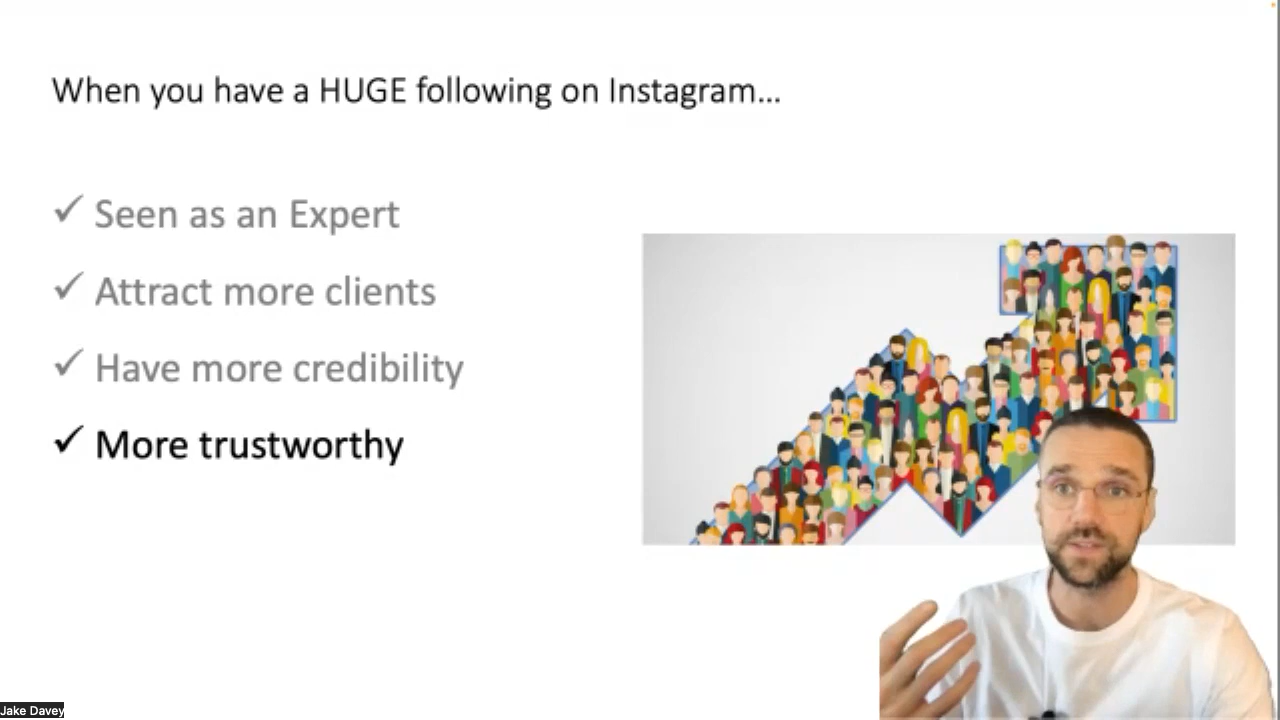 When you have a HUGE following on Instagram...
✓ Seen as an Expert
✓ Attract more clients
✓ Have more credibility
✓ More trustworthy
Jake Davey